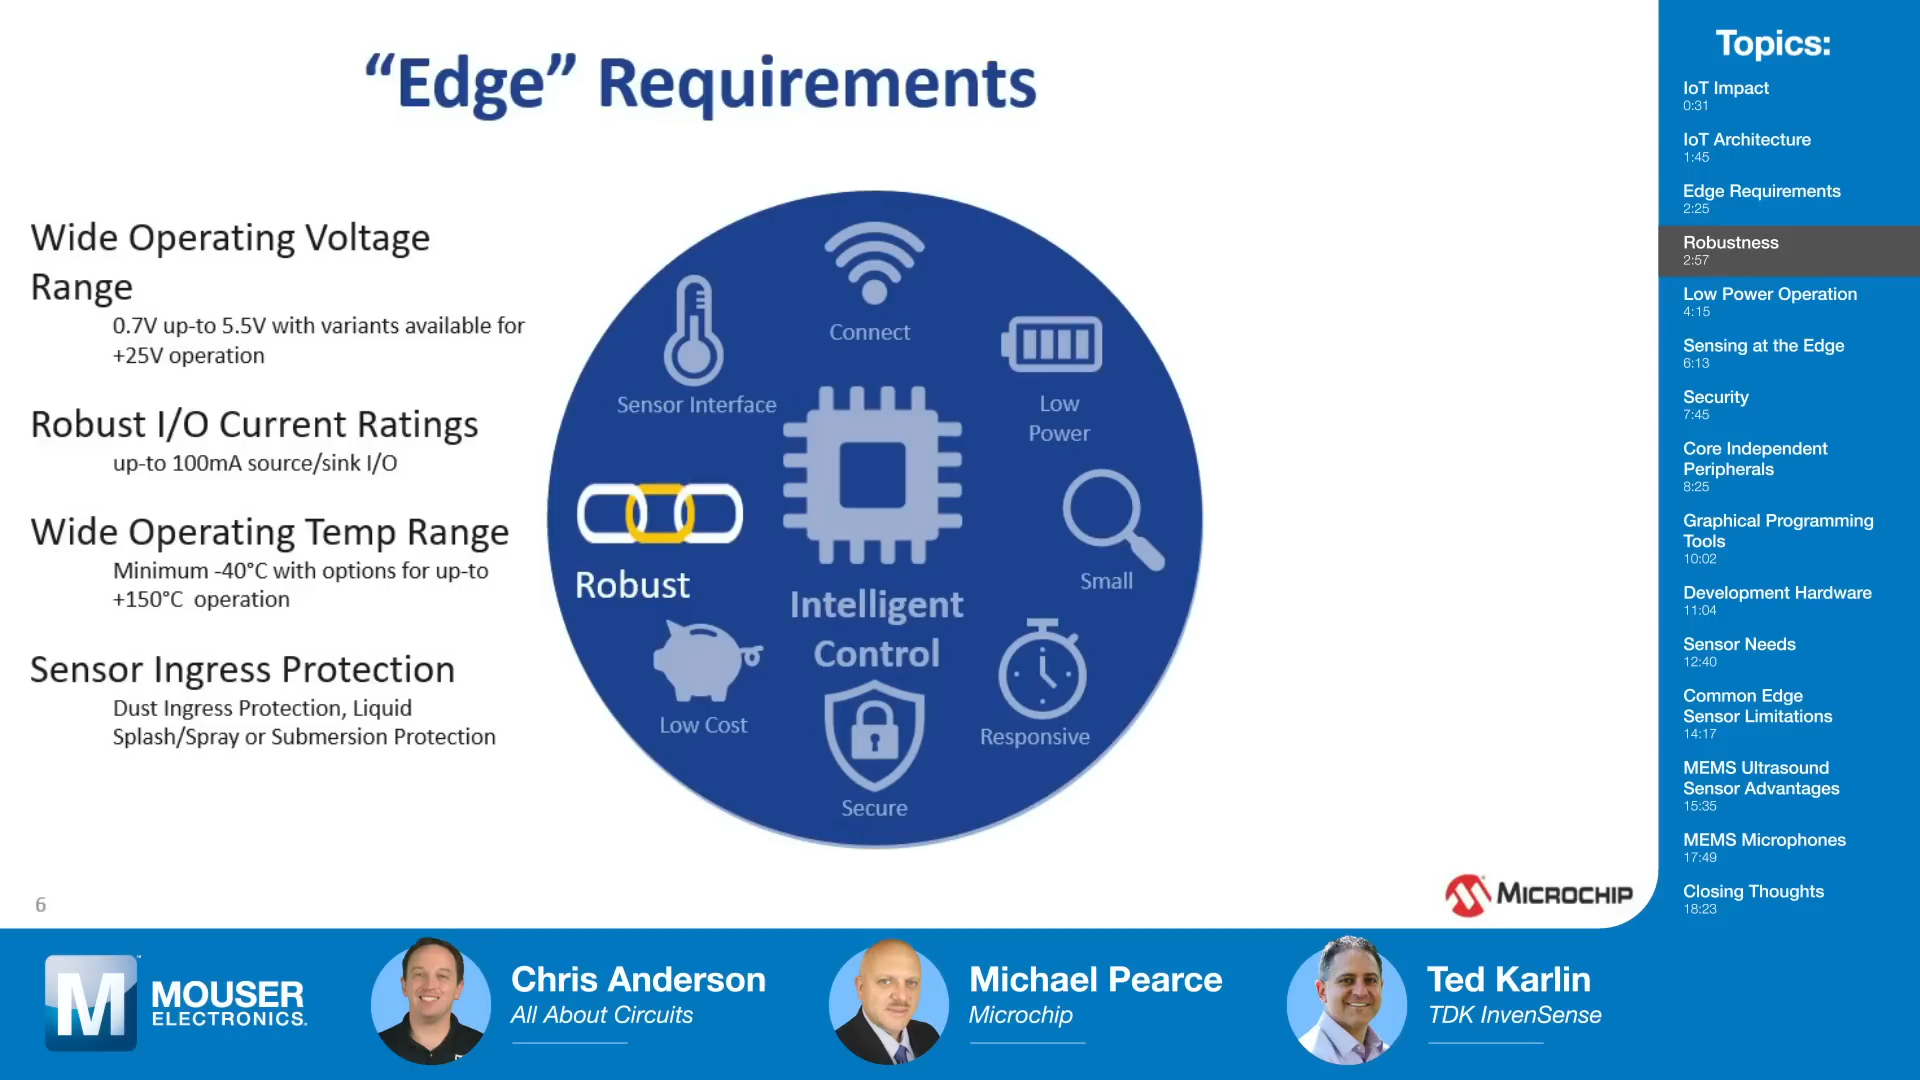 “Edge” Requirements
Wide Operating Voltage
Range
0.7V up-to 5.5V with variants available for
+25V operation
Robust I/O Current Ratings
up-to 100mA source/sink I/O
Wide Operating Temp Range
Minimum -40°C with options for up-to
+150°C operation
Sensor Ingress Protection
Dust Ingress Protection, Liquid
Splash/Spray or Submersion Protection
Connect
Sensor Interface
Low
Power
Robust
Intelligent
Control
Small
Low Cost
Responsive
Secure
6
MICROCHIP
Topics:
IoT Impact
0:31
IoT Architecture
1:45
Edge Requirements
2:25
Robustness
2:57
Low Power Operation
4:15
Sensing at the Edge
6:13
Security
7:45
Core Independent
Peripherals
8:25
Graphical Programming
Tools
10:02
Development Hardware
11:04
Sensor Needs
12:40
Common Edge
Sensor Limitations
14:17
MEMS Ultrasound
Sensor Advantages
15:35
MEMS Microphones
17:49
Closing Thoughts
18:23
M
MOUSER
ELECTRONICS.
Chris Anderson
All About Circuits
Michael Pearce
Microchip
Ted Karlin
TDK InvenSense